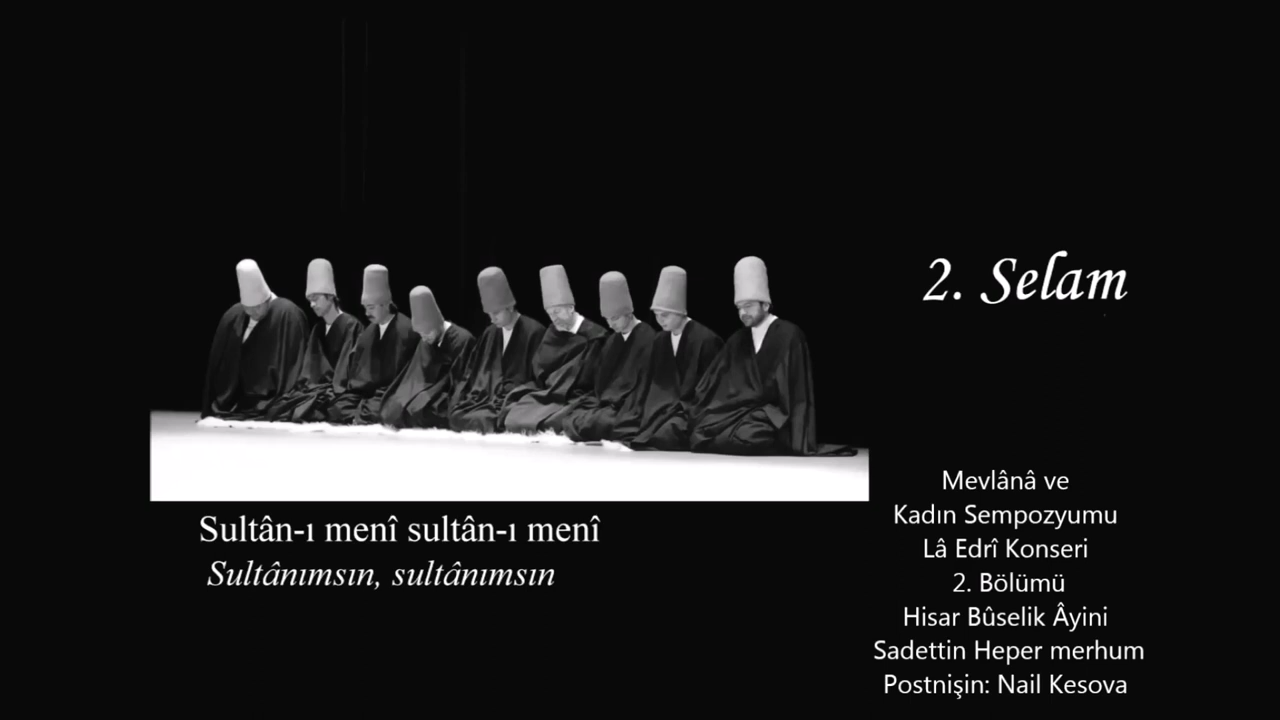 2. Selam
Sultân-ı menî sultân-ı menî
Sultânımsın, sultânımsın
Mevlânâ ve
Kadın Sempozyumu
Lâ Edrî Konseri
2. Bölümü
Hisar Bûselik Âyini
Sadettin Heper merhum
Postnişin: Nail Kesova